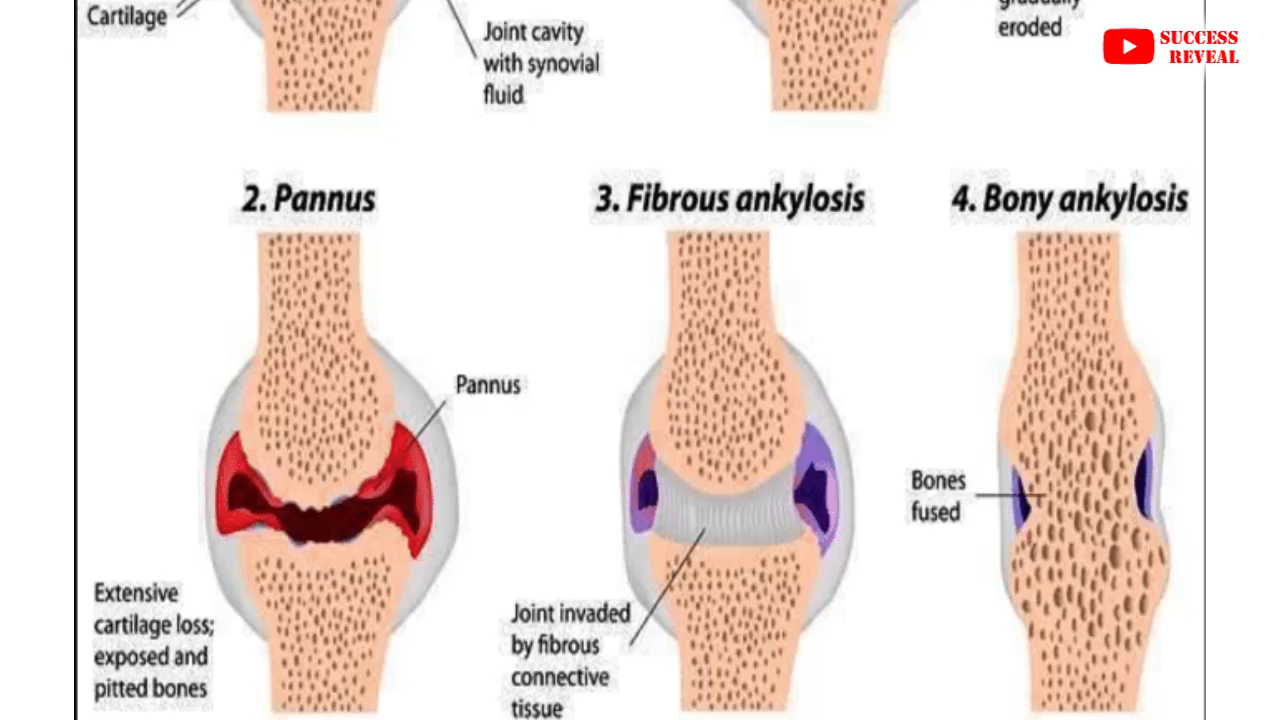 Cartilage
Joint cavity
with synovial
fluid
gradually
eroded
SUCCESS
REVEAL
2. Pannus
3. Fibrous ankylosis
4. Bony ankylosis
Pannus
Bones
fused
Extensive
cartilage loss;
exposed and
pitted bones
Joint invaded
by fibrous
connective
tissue